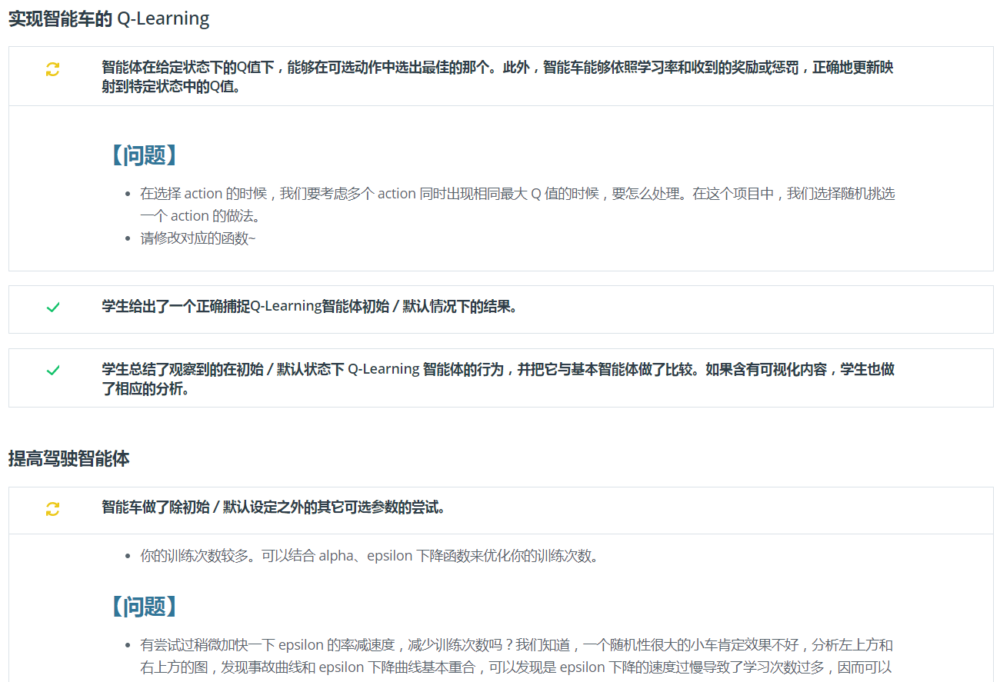 实现智能车的 Q-Learning
智能体在给定状态下的Q值下，能够在可选动作中选出最佳的那个。此外，智能车能够依照学习率和收到的奖励或惩罚，正确地更新映
射到特定状态中的Q值。
【问题】
• 在选择 action 的时候，我们要考虑多个 action 同时出现相同最大 Q 值的时候，要怎么处理。在这个项目中，我们选择随机挑选
一个 action 的做法。
• 请修改对应的函数~
学生给出了一个正确捕捉Q-Learning智能体初始 / 默认情况下的结果。
学生总结了观察到的在初始 / 默认状态下 Q-Learning 智能体的行为，并把它与基本智能体做了比较。如果含有可视化内容，学生也做
了相应的分析。
提高驾驶智能体
智能车做了除初始 / 默认设定之外的其它可选参数的尝试。
• 你的训练次数较多。可以结合 alpha、epsilon 下降函数来优化你的训练次数。
【问题】
• 有尝试过稍微加快一下 epsilon 的率减速度，减少训练次数吗？我们知道，一个随机性很大的小车肯定效果不好，分析左上方和
右上方的图，发现事故曲线和 epsilon 下降曲线基本重合，可以发现是 epsilon 下降的速度过慢导致了学习次数过多，因而可以